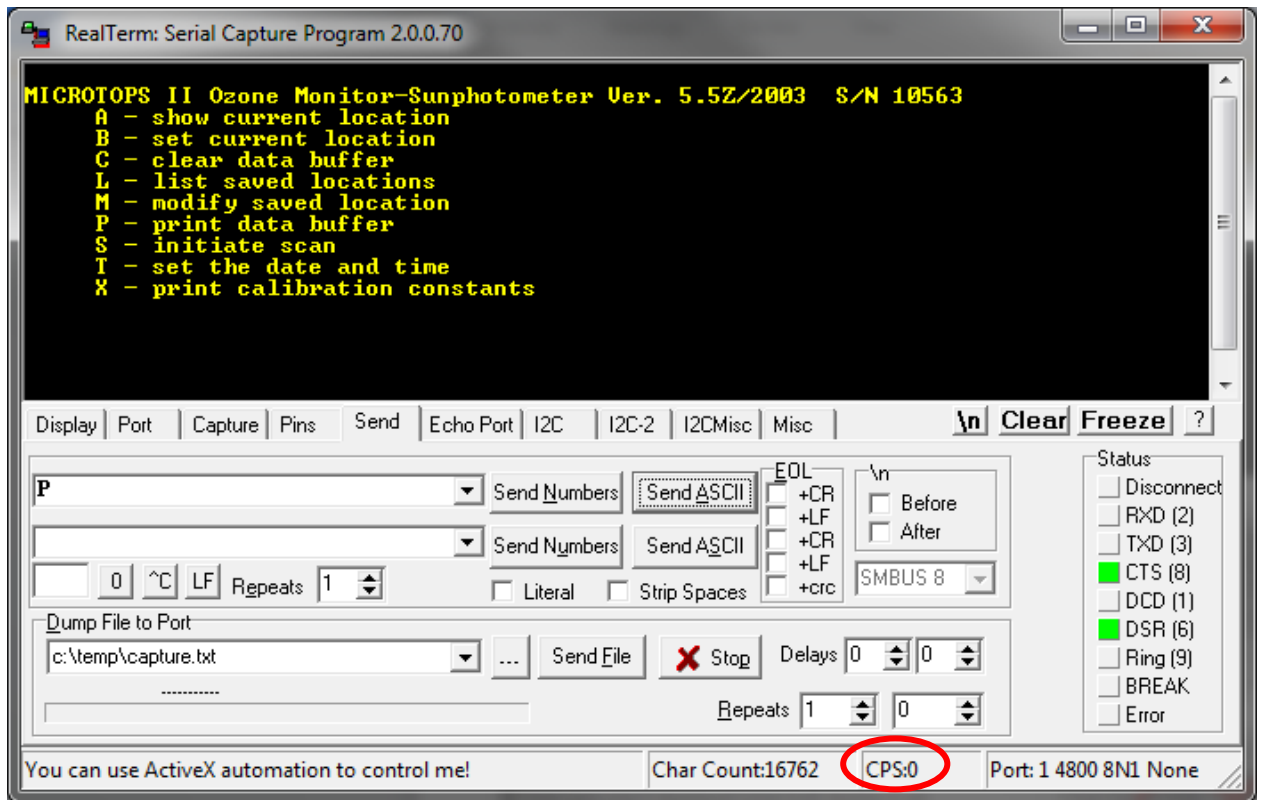 RealTerm: Serial Capture Program 2.0.0.70
MICROTOPS II Ozone Monitor-Sunphotometer Ver. 5.5Z/2003 S/N 10563
A - show current location
B - set current location
C - clear data buffer
L - list saved locations
M - modify saved location
P - print data buffer
S - initiate scan
T - set the date and time
X - print calibration constants
Display Port Capture Pins Send Echo Port I2C I2C-2 I2CMisc Misc \n Clear Freeze ?
P Send Numbers Send ASCII
Send Numbers Send ASCII
0 ^C LF Repeats 1 Literal Strip Spaces
EOL
+CR
+LF
+CR
+LF
+crc
\n
Before
After
SMBUS 8
Dump File to Port
c:\temp\capture.txt ... Send File X Stop Delays 0 0
-----------
Repeats 1 0
Status
Disconnect
RXD (2)
TXD (3)
CTS (8)
DCD (1)
DSR (6)
Ring (9)
BREAK
Error
You can use ActiveX automation to control me! Char Count:16762 CPS:0 Port: 1 4800 8N1 None